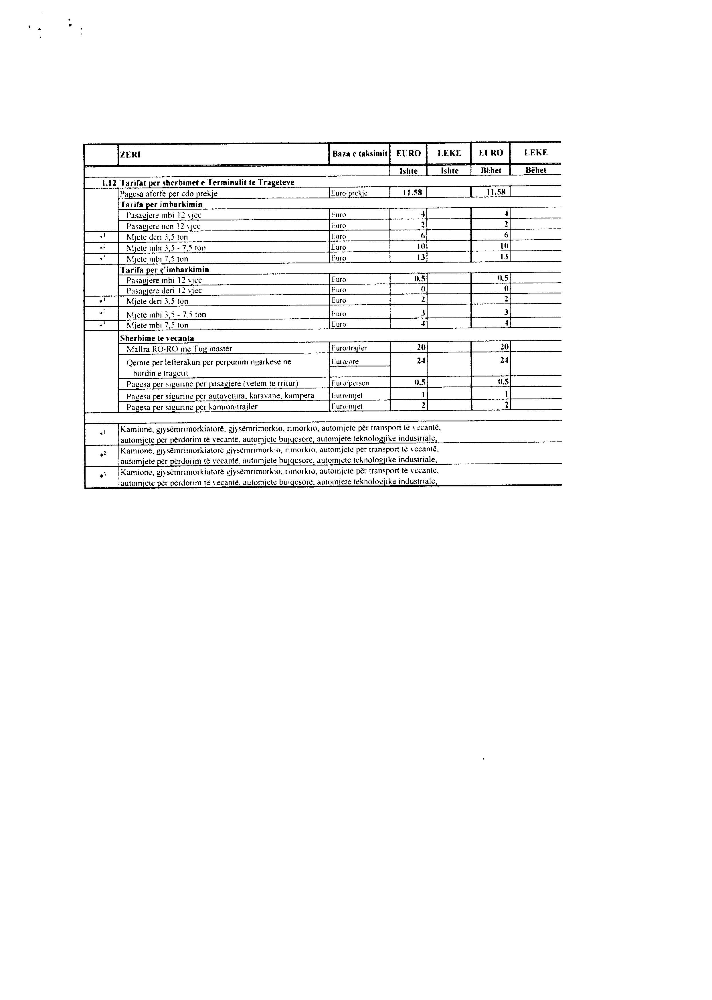 ZERI Baza e taksimit EURO LEKE EURO LEKE
Ishte Ishte Bëhet Bëhet
1.12 Tarifat per sherbimet e Terminalit te Trageteve
Pagesa aforfe per cdo prekje Euro/prekje 11.58 11.58
Tarifa per imbarkimin
Pasagjere mbi 12 vjec Euro 4 4
Pasagjere nen 12 vjec Euro 2 2
*1 Mjete deri 3,5 ton Euro 6 6
*2 Mjete mbi 3,5 - 7,5 ton Euro 10 10
*3 Mjete mbi 7,5 ton Euro 13 13
Tarifa per ç'imbarkimin
Pasagjere mbi 12 vjec Euro 0.5 0.5
Pasagjere deri 12 vjec Euro 0 0
*1 Mjete deri 3,5 ton Euro 2 2
*2 Mjete mbi 3,5 - 7,5 ton Euro 3 3
*3 Mjete mbi 7,5 ton Euro 4 4
Sherbime te vecanta
Mallra RO-RO me Tug mastër Euro/trajler 20 20
Qerate per lefterakun per perpunim ngarkese ne Euro/ore 24 24
bordin e tragetit
Pagesa per sigurine per pasagjere (vetem te rritur) Euro/person 0.5 0.5
Pagesa per sigurine per autovetura, karavane, kampera Euro/mjet 1 1
Pagesa per sigurine per kamion/trajler Euro/mjet 2 2
*1 Kamionë, gjysëmrimorkiatorë, gjysëmrimorkio, rimorkio, automjete për transport të vecantë,
automjete për përdorim të vecantë, automjete bujqesore, automjete teknologjike industriale,
*2 Kamionë, gjysëmrimorkiatorë gjysëmrimorkio, rimorkio, automjete për transport të vecantë,
automjete për përdorim të vecantë, automjete bujqesore, automjete teknologjike industriale,
*3 Kamionë, gjysëmrimorkiatorë gjysëmrimorkio, rimorkio, automjete për transport të vecantë,
automjete për përdorim të vecantë, automjete bujqesore, automjete teknologjike industriale,